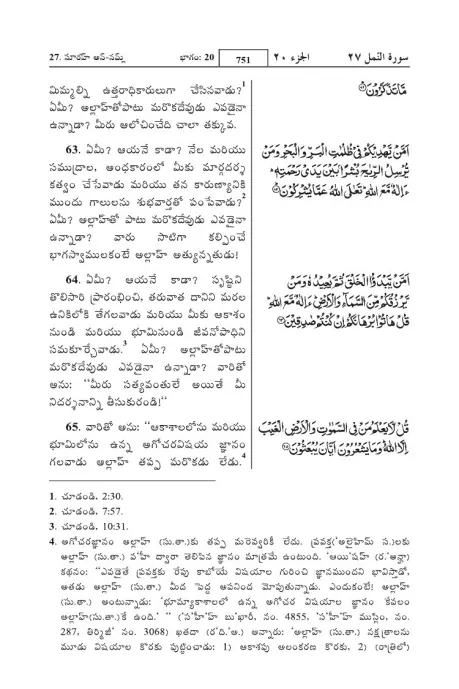 27. సూరహ్ అన్-నమ్ల్ భాగం: 20 751 الجزء ٢٠ سورة النمل ٢٧
మిమ్మల్ని ఉత్తరాధికారులుగా చేసినవాడు?1
ఏమీ? అల్లాహ్‌తోపాటు మరొకదేవుడు ఎవడైనా
ఉన్నాడా? మీరు ఆలోచించేది చాలా తక్కువ.
مَّا تَذَكَّرُونَ ﴿٦٢﴾
63. ఏమీ? ఆయనే కాడా? నేల మరియు
సముద్రాల, అంధకారంలో మీకు మార్గదర్శ
కత్వం చేసేవాడు మరియు తన కారుణ్యానికి
ముందు గాలులను శుభవార్తతో పంపేవాడు?2
ఏమీ? అల్లాహ్‌తో పాటు మరొకదేవుడు ఎవడైనా
ఉన్నాడా? వారు సాటిగా కల్పించే
భాగస్వాములకంటే అల్లాహ్ అత్యున్నతుడు!
أَمَّن يَهْدِيكُمْ فِي ظُلُمَاتِ الْبَرِّ وَالْبَحْرِ وَمَن
يُرْسِلُ الرِّيَاحَ بُشْرًا بَيْنَ يَدَيْ رَحْمَتِهِ ۗ
أَإِلَٰهٌ مَّعَ اللَّهِ ۚ تَعَالَى اللَّهُ عَمَّا يُشْرِكُونَ ﴿٦٣﴾
64. ఏమీ? ఆయనే కాడా? సృష్టిని
తొలిసారి ప్రారంభించి, తరువాత దానిని మరల
ఉనికిలోకి తేగలవాడు మరియు మీకు ఆకాశం
నుండి మరియు భూమినుండి జీవనోపాధిని
సమకూర్చేవాడు.3 ఏమీ? అల్లాహ్‌తోపాటు
మరొకదేవుడు ఎవడైనా ఉన్నాడా? వారితో
అను: ‘‘మీరు సత్యవంతులే అయితే మీ
నిదర్శనాన్ని తీసుకురండి!’’
أَمَّن يَبْدَأُ الْخَلْقَ ثُمَّ يُعِيدُهُ وَمَن
يَرْزُقُكُم مِّنَ السَّمَاءِ وَالْأَرْضِ ۗ أَإِلَٰهٌ مَّعَ اللَّهِ ۚ
قُلْ هَاتُوا بُرْهَانَكُمْ إِن كُنتُمْ صَادِقِينَ ﴿٦٤﴾
65. వారితో అను: ‘‘ఆకాశాలలోను మరియు
భూమిలోను ఉన్న అగోచరవిషయ జ్ఞానం
గలవాడు అల్లాహ్ తప్ప మరొకడు లేడు.4
قُل لَّا يَعْلَمُ مَن فِي السَّمَاوَاتِ وَالْأَرْضِ الْغَيْبَ
إِلَّا اللَّهُ ۚ وَمَا يَشْعُرُونَ أَيَّانَ يُبْعَثُونَ ﴿٦٥﴾
1. చూడండి, 2:30.
2. చూడండి, 7:57.
3. చూడండి, 10:31.
4. అగోచరజ్ఞానం అల్లాహ్ (సు.తా.)కు తప్ప మరెవ్వరికీ లేదు. ప్రవక్త(‘అలైహిమ్ స.)లకు
అల్లాహ్ (సు.తా.) వ’హీ ద్వారా తెలిపిన జ్ఞానం మాత్రమే ఉంటుంది. ‘ఆయి’షహ్ (ర.’అన్హా)
కథనం: ‘‘ఎవడైతే ప్రవక్తకు రేపు కాబోయే విషయాల గురించి జ్ఞానముందని భావిస్తాడో,
అతడు అల్లాహ్ (సు.తా.) మీద పెద్ద అపనింద మోపుతున్నాడు. ఎందుకంటే! అల్లాహ్
(సు.తా.) అంటున్నాడు: ‘భూమ్యాకాశాలలో ఉన్న అగోచర విషయాల జ్ఞానం కేవలం
అల్లాహ్(సు.తా.)కే ఉంది.’ ’’ (‘స’హీ’హ్ బు’ఖారీ, నం. 4855, ‘స’హీ’హ్ ముస్లిం, నం.
287, తిర్మిజీ’ నం. 3068) ఖతదా (ర’ది.’అ.) అన్నారు: ‘అల్లాహ్ (సు.తా.) నక్షత్రాలను
మూడు విషయాల కొరకు పుట్టించాడు: 1) ఆకాశపు అలంకరణ కొరకు, 2) (రాత్రిలో)